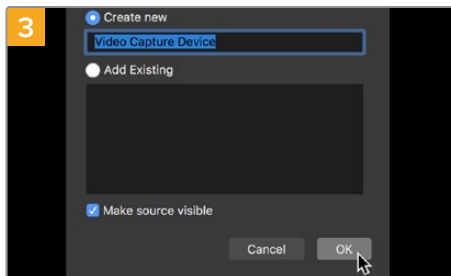 3
Create new
Video Capture Device
Add Existing
Make source visible
Cancel OK